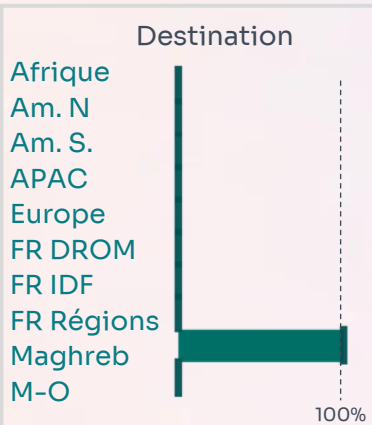 Destination
Afrique
Am. N
Am. S.
APAC
Europe
FR DROM
FR IDF
FR Régions
Maghreb
M-O
100%